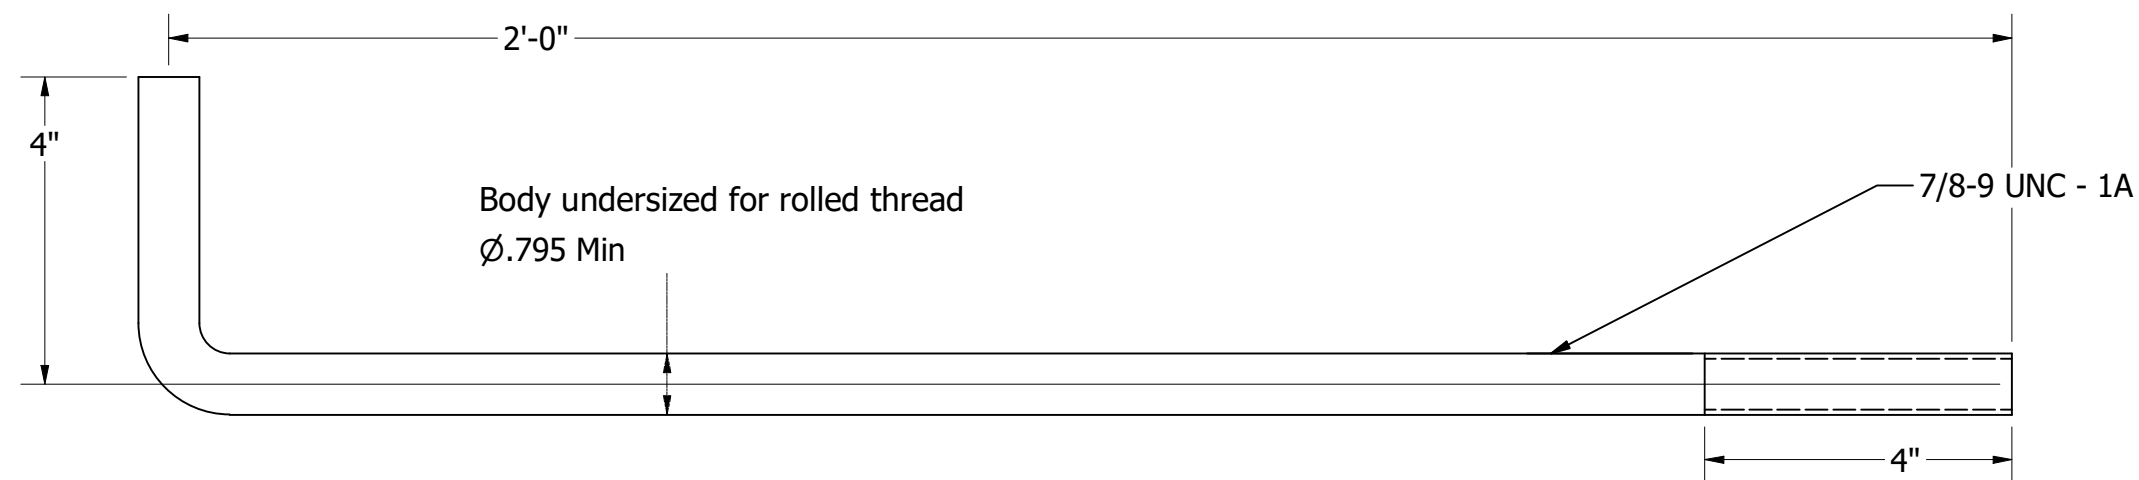 2'-0"
4"
Body undersized for rolled thread
Ø.795 Min
7/8-9 UNC - 1A
4"